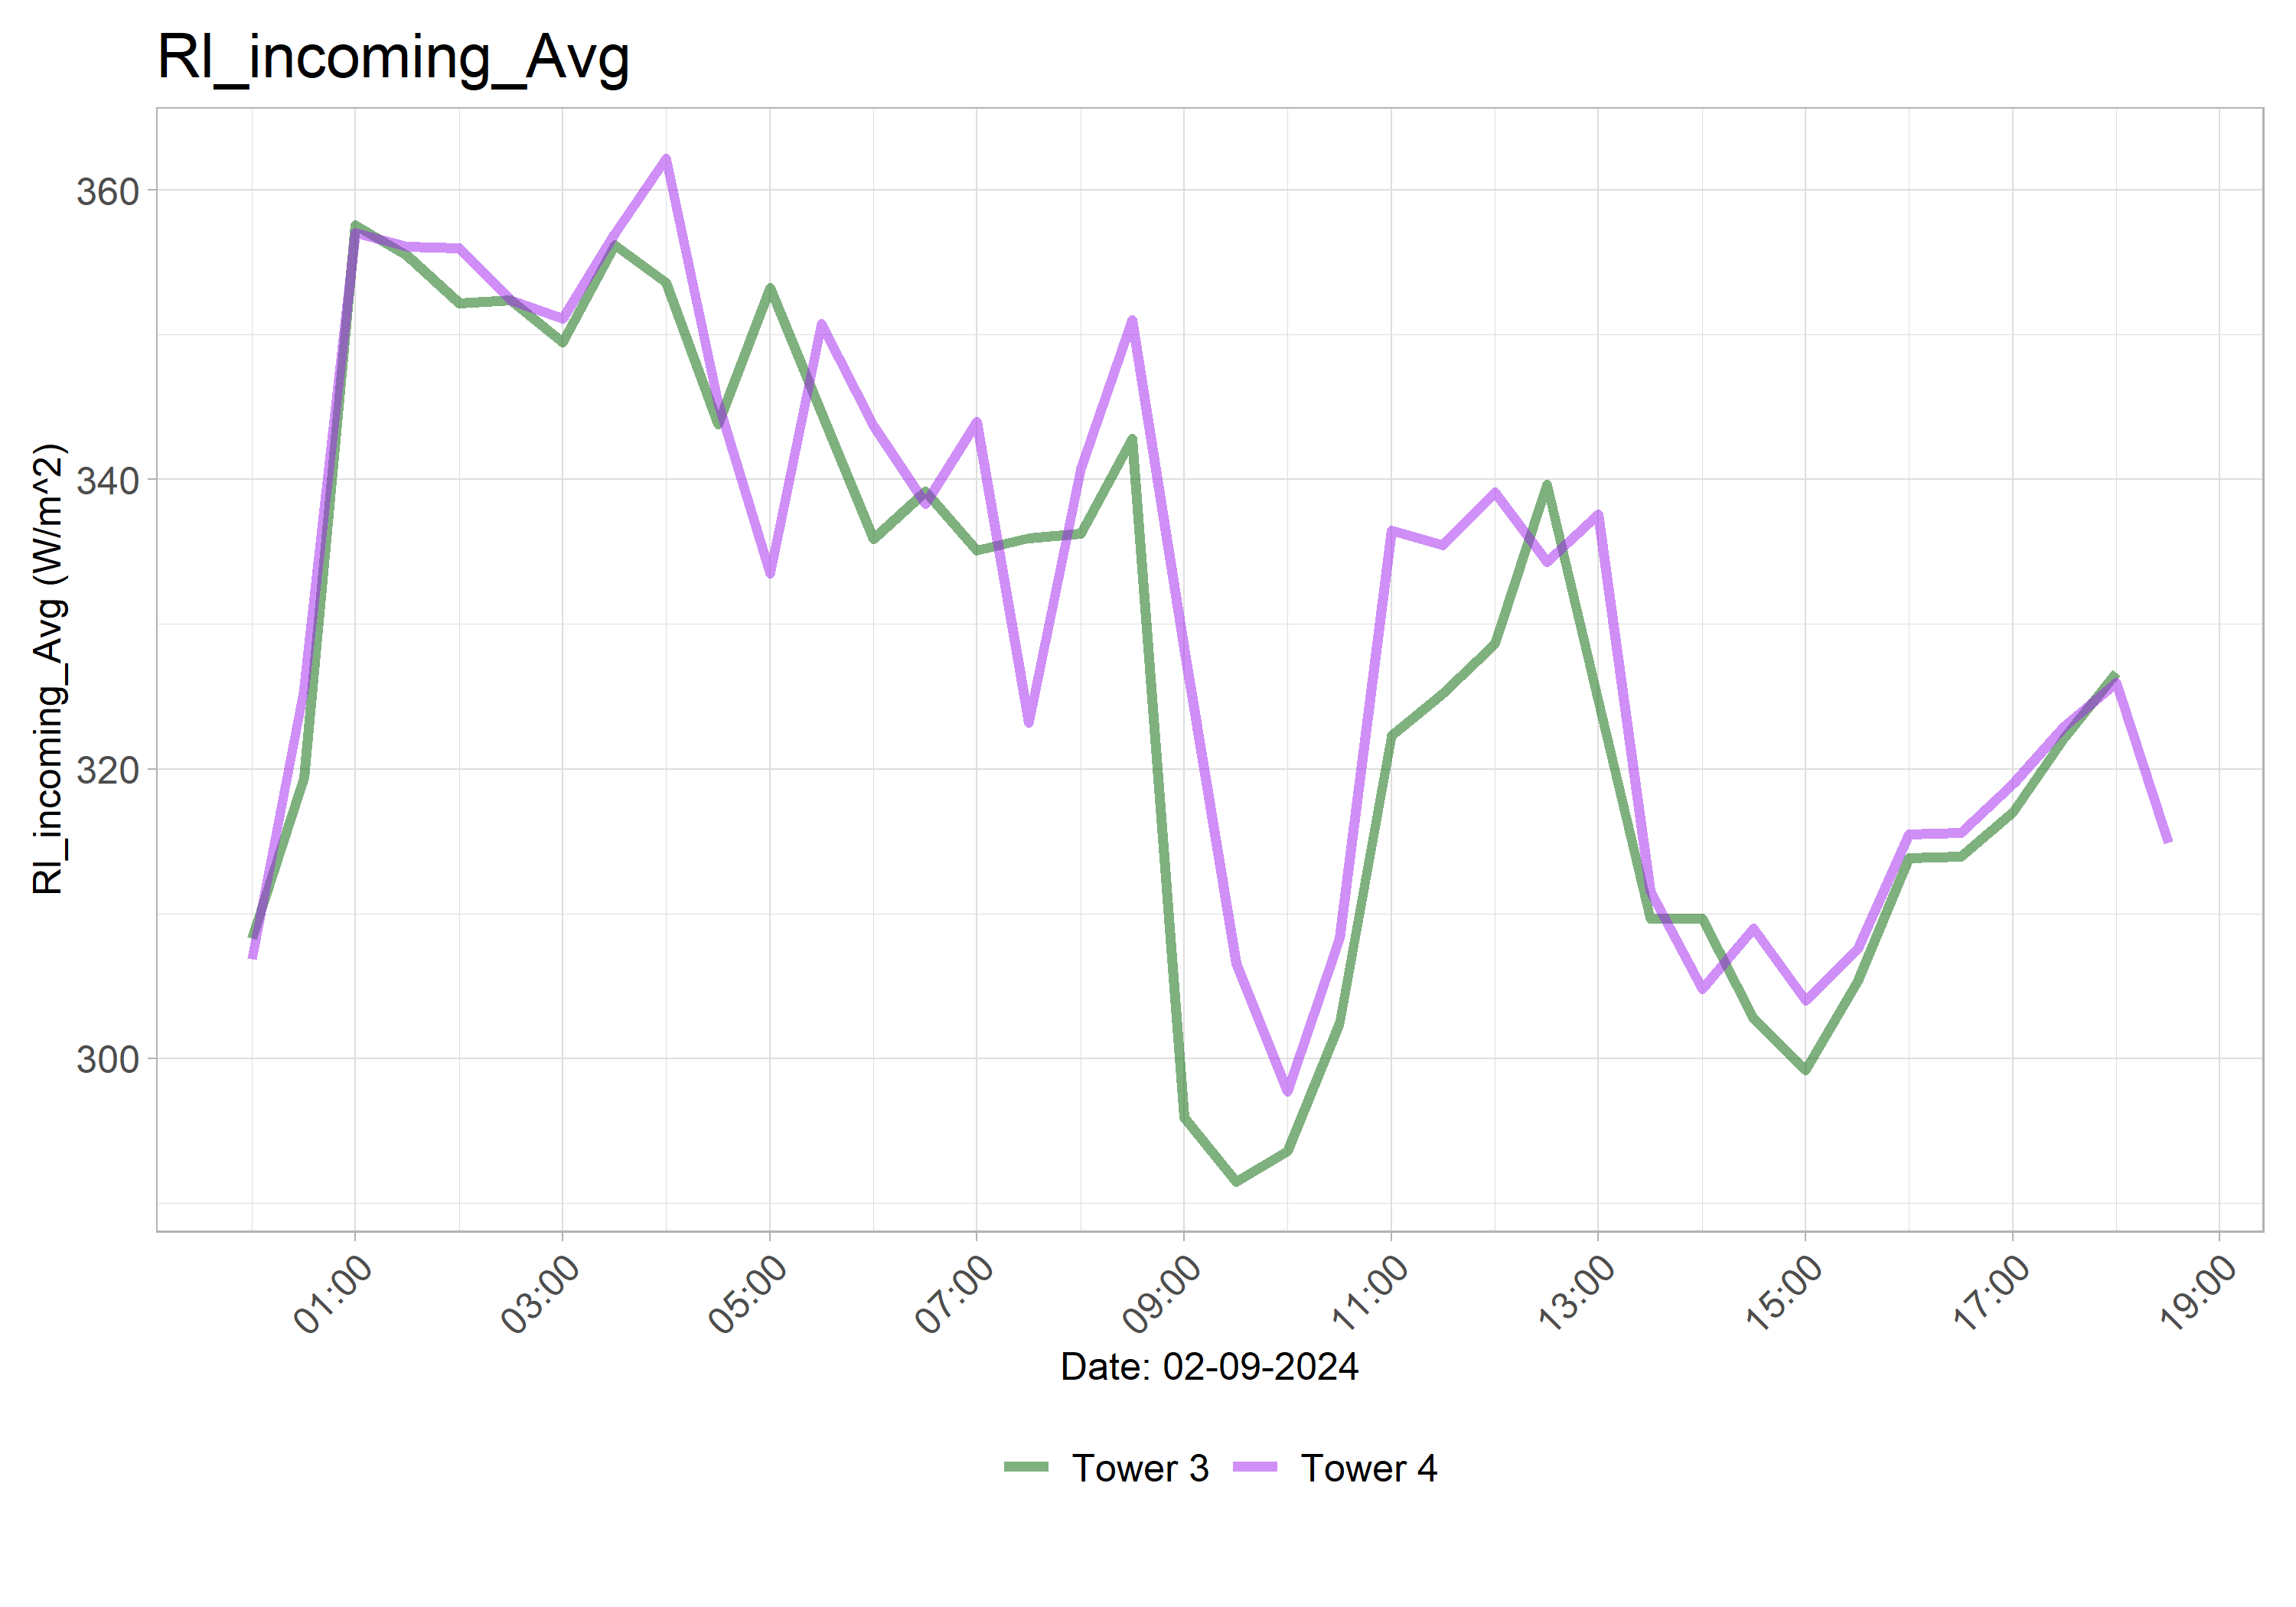 Rl_incoming_Avg
Rl_incoming_Avg (W/m^2)
360
340
320
300
01:00 03:00 05:00 07:00 09:00 11:00 13:00 15:00 17:00 19:00
Date: 02-09-2024
Tower 3 Tower 4